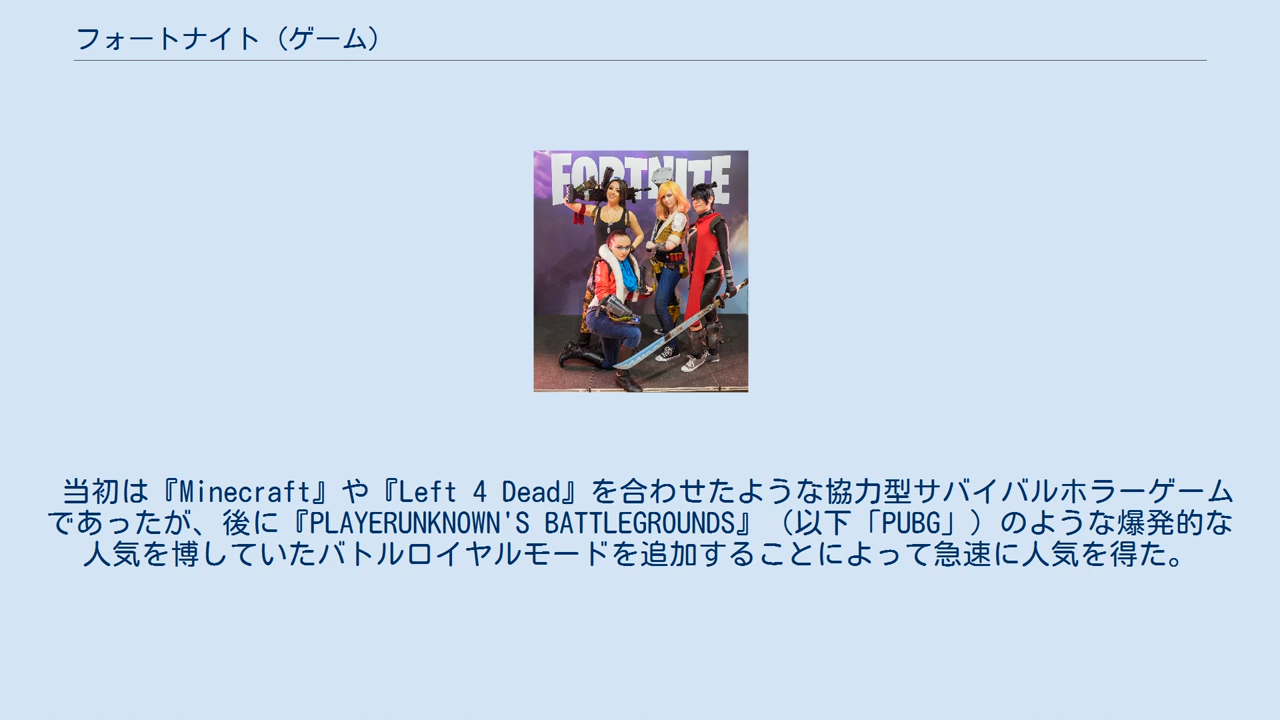 フォートナイト（ゲーム）
FORTNITE
当初は『Minecraft』や『Left 4 Dead』を合わせたような協力型サバイバルホラーゲーム
であったが、後に『PLAYERUNKNOWN'S BATTLEGROUNDS』（以下「PUBG」）のような爆発的な
人気を博していたバトルロイヤルモードを追加することによって急速に人気を得た。